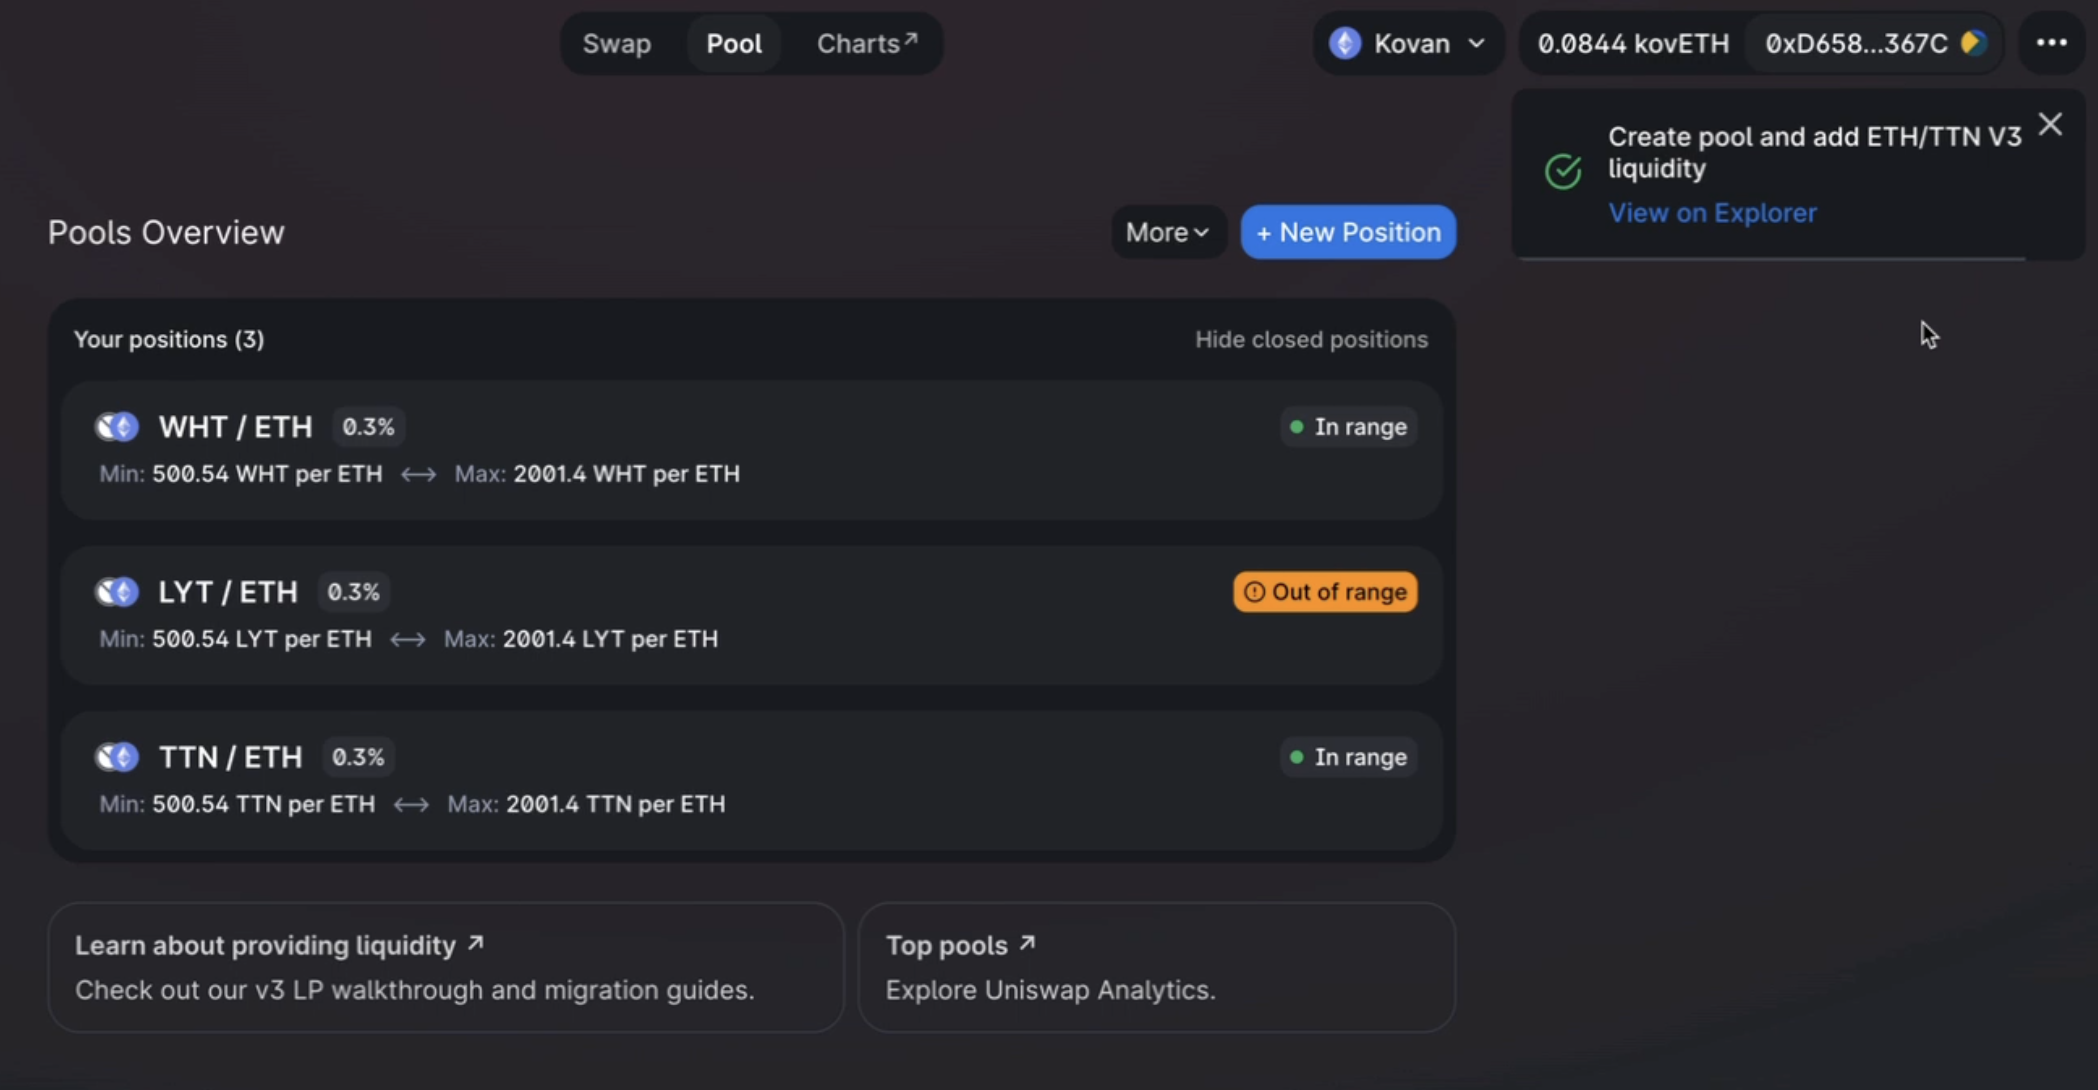 Swap Pool Charts↗ Kovan 0.0844 kovETH 0xD658...367C ...
Create pool and add ETH/TTN V3
liquidity
View on Explorer
Pools Overview More + New Position
Your positions (3) Hide closed positions
WHT / ETH 0.3% In range
Min: 500.54 WHT per ETH ⟷ Max: 2001.4 WHT per ETH
LYT / ETH 0.3% Out of range
Min: 500.54 LYT per ETH ⟷ Max: 2001.4 LYT per ETH
TTN / ETH 0.3% In range
Min: 500.54 TTN per ETH ⟷ Max: 2001.4 TTN per ETH
Learn about providing liquidity ↗
Check out our v3 LP walkthrough and migration guides.
Top pools ↗
Explore Uniswap Analytics.